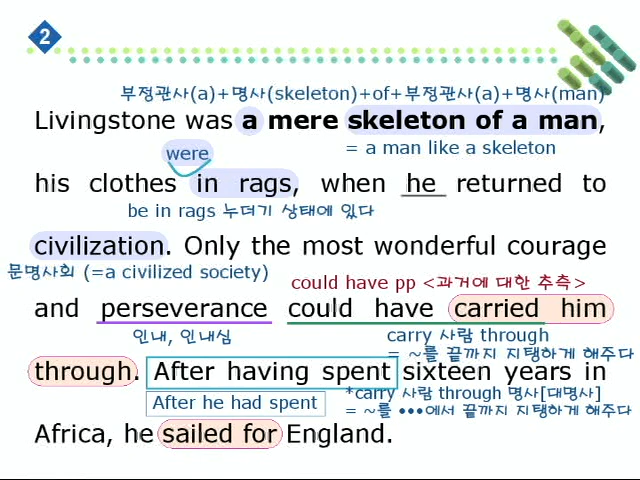 2
부정관사(a)+명사(skeleton)+of+부정관사(a)+명사(man)
Livingstone was a mere skeleton of a man,
were
= a man like a skeleton
his clothes in rags, when he returned to
be in rags 누더기 상태에 있다
civilization. Only the most wonderful courage
문명사회 (=a civilized society)
could have pp <과거에 대한 추측>
and perseverance could have carried him
인내, 인내심
carry 사람 through
= ~를 끝까지 지탱하게 해주다
through. After having spent sixteen years in
After he had spent
*carry 사람 through 명사[대명사]
= ~를 •••에서 끝까지 지탱하게 해주다
Africa, he sailed for England.